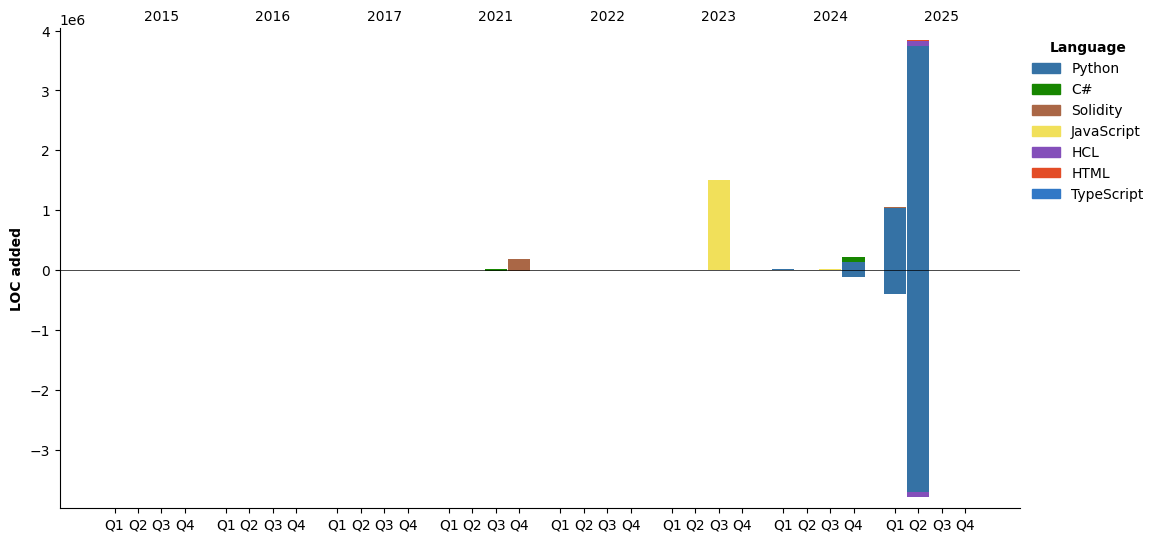 2015 2016 2017 2021 2022 2023 2024 2025
1e6
4
3
2
1
0
−1
−2
−3
LOC added
Q1 Q2 Q3 Q4 Q1 Q2 Q3 Q4 Q1 Q2 Q3 Q4 Q1 Q2 Q3 Q4 Q1 Q2 Q3 Q4 Q1 Q2 Q3 Q4 Q1 Q2 Q3 Q4 Q1 Q2 Q3 Q4
Language
Python
C#
Solidity
JavaScript
HCL
HTML
TypeScript